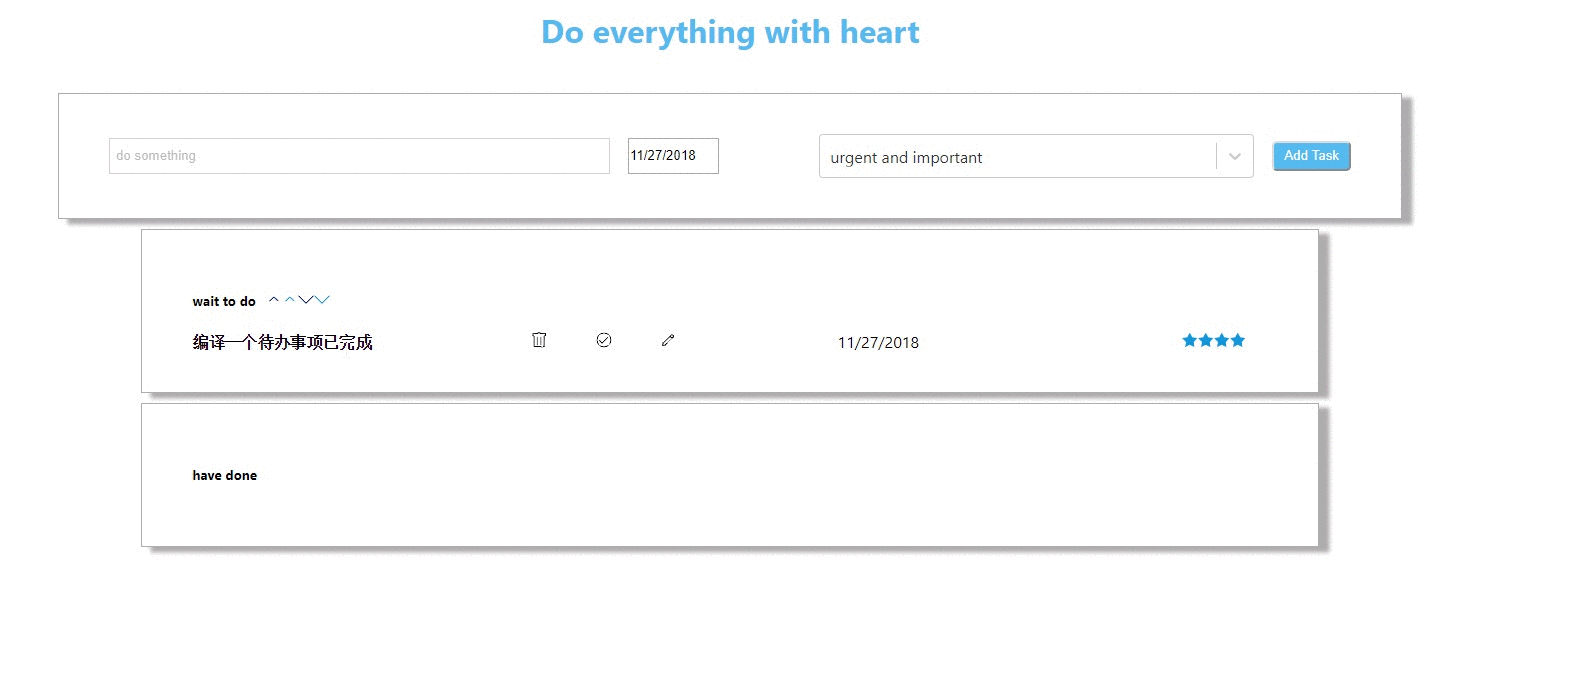 Do everything with heart
do something 11/27/2018 urgent and important Add Task
wait to do
编译一个待办事项已完成 11/27/2018
have done